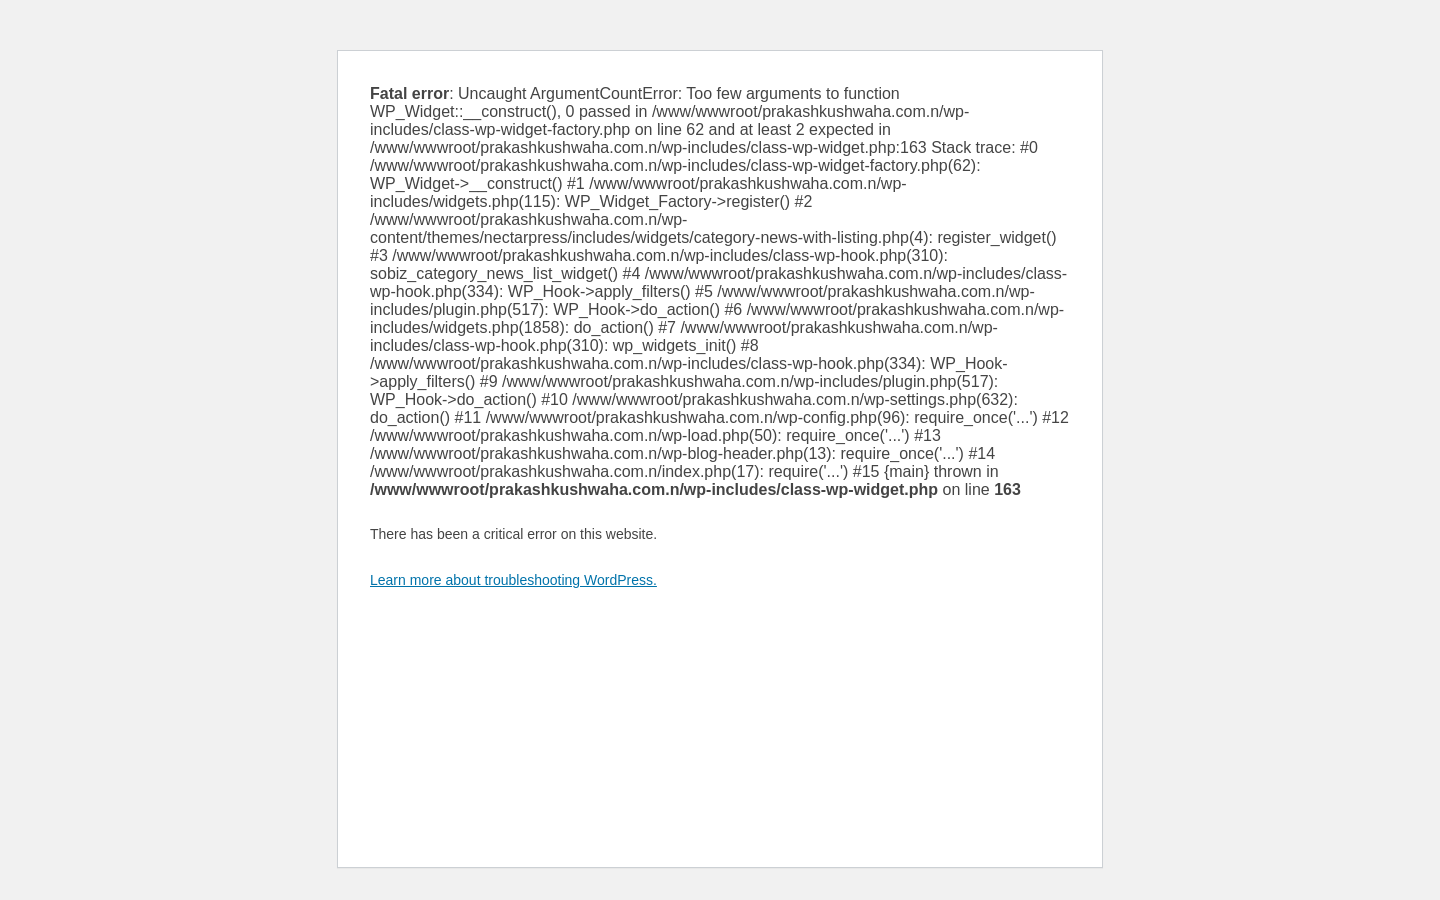 Fatal error: Uncaught ArgumentCountError: Too few arguments to function
WP_Widget::__construct(), 0 passed in /www/wwwroot/prakashkushwaha.com.n/wp-
includes/class-wp-widget-factory.php on line 62 and at least 2 expected in
/www/wwwroot/prakashkushwaha.com.n/wp-includes/class-wp-widget.php:163 Stack trace: #0
/www/wwwroot/prakashkushwaha.com.n/wp-includes/class-wp-widget-factory.php(62):
WP_Widget->__construct() #1 /www/wwwroot/prakashkushwaha.com.n/wp-
includes/widgets.php(115): WP_Widget_Factory->register() #2
/www/wwwroot/prakashkushwaha.com.n/wp-
content/themes/nectarpress/includes/widgets/category-news-with-listing.php(4): register_widget()
#3 /www/wwwroot/prakashkushwaha.com.n/wp-includes/class-wp-hook.php(310):
sobiz_category_news_list_widget() #4 /www/wwwroot/prakashkushwaha.com.n/wp-includes/class-
wp-hook.php(334): WP_Hook->apply_filters() #5 /www/wwwroot/prakashkushwaha.com.n/wp-
includes/plugin.php(517): WP_Hook->do_action() #6 /www/wwwroot/prakashkushwaha.com.n/wp-
includes/widgets.php(1858): do_action() #7 /www/wwwroot/prakashkushwaha.com.n/wp-
includes/class-wp-hook.php(310): wp_widgets_init() #8
/www/wwwroot/prakashkushwaha.com.n/wp-includes/class-wp-hook.php(334): WP_Hook-
>apply_filters() #9 /www/wwwroot/prakashkushwaha.com.n/wp-includes/plugin.php(517):
WP_Hook->do_action() #10 /www/wwwroot/prakashkushwaha.com.n/wp-settings.php(632):
do_action() #11 /www/wwwroot/prakashkushwaha.com.n/wp-config.php(96): require_once('...') #12
/www/wwwroot/prakashkushwaha.com.n/wp-load.php(50): require_once('...') #13
/www/wwwroot/prakashkushwaha.com.n/wp-blog-header.php(13): require_once('...') #14
/www/wwwroot/prakashkushwaha.com.n/index.php(17): require('...') #15 {main} thrown in
/www/wwwroot/prakashkushwaha.com.n/wp-includes/class-wp-widget.php on line 163
There has been a critical error on this website.
Learn more about troubleshooting WordPress.